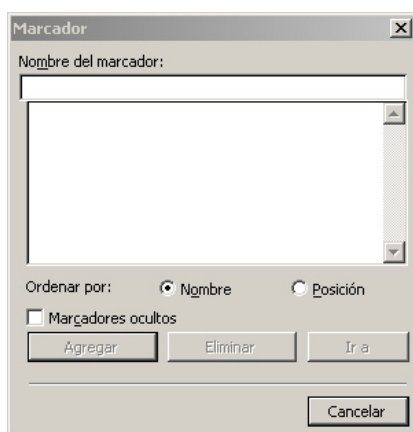 Marcador
Nombre del marcador:
Ordenar por: Nombre Posición
Marcadores ocultos
Agregar Eliminar Ir a
Cancelar